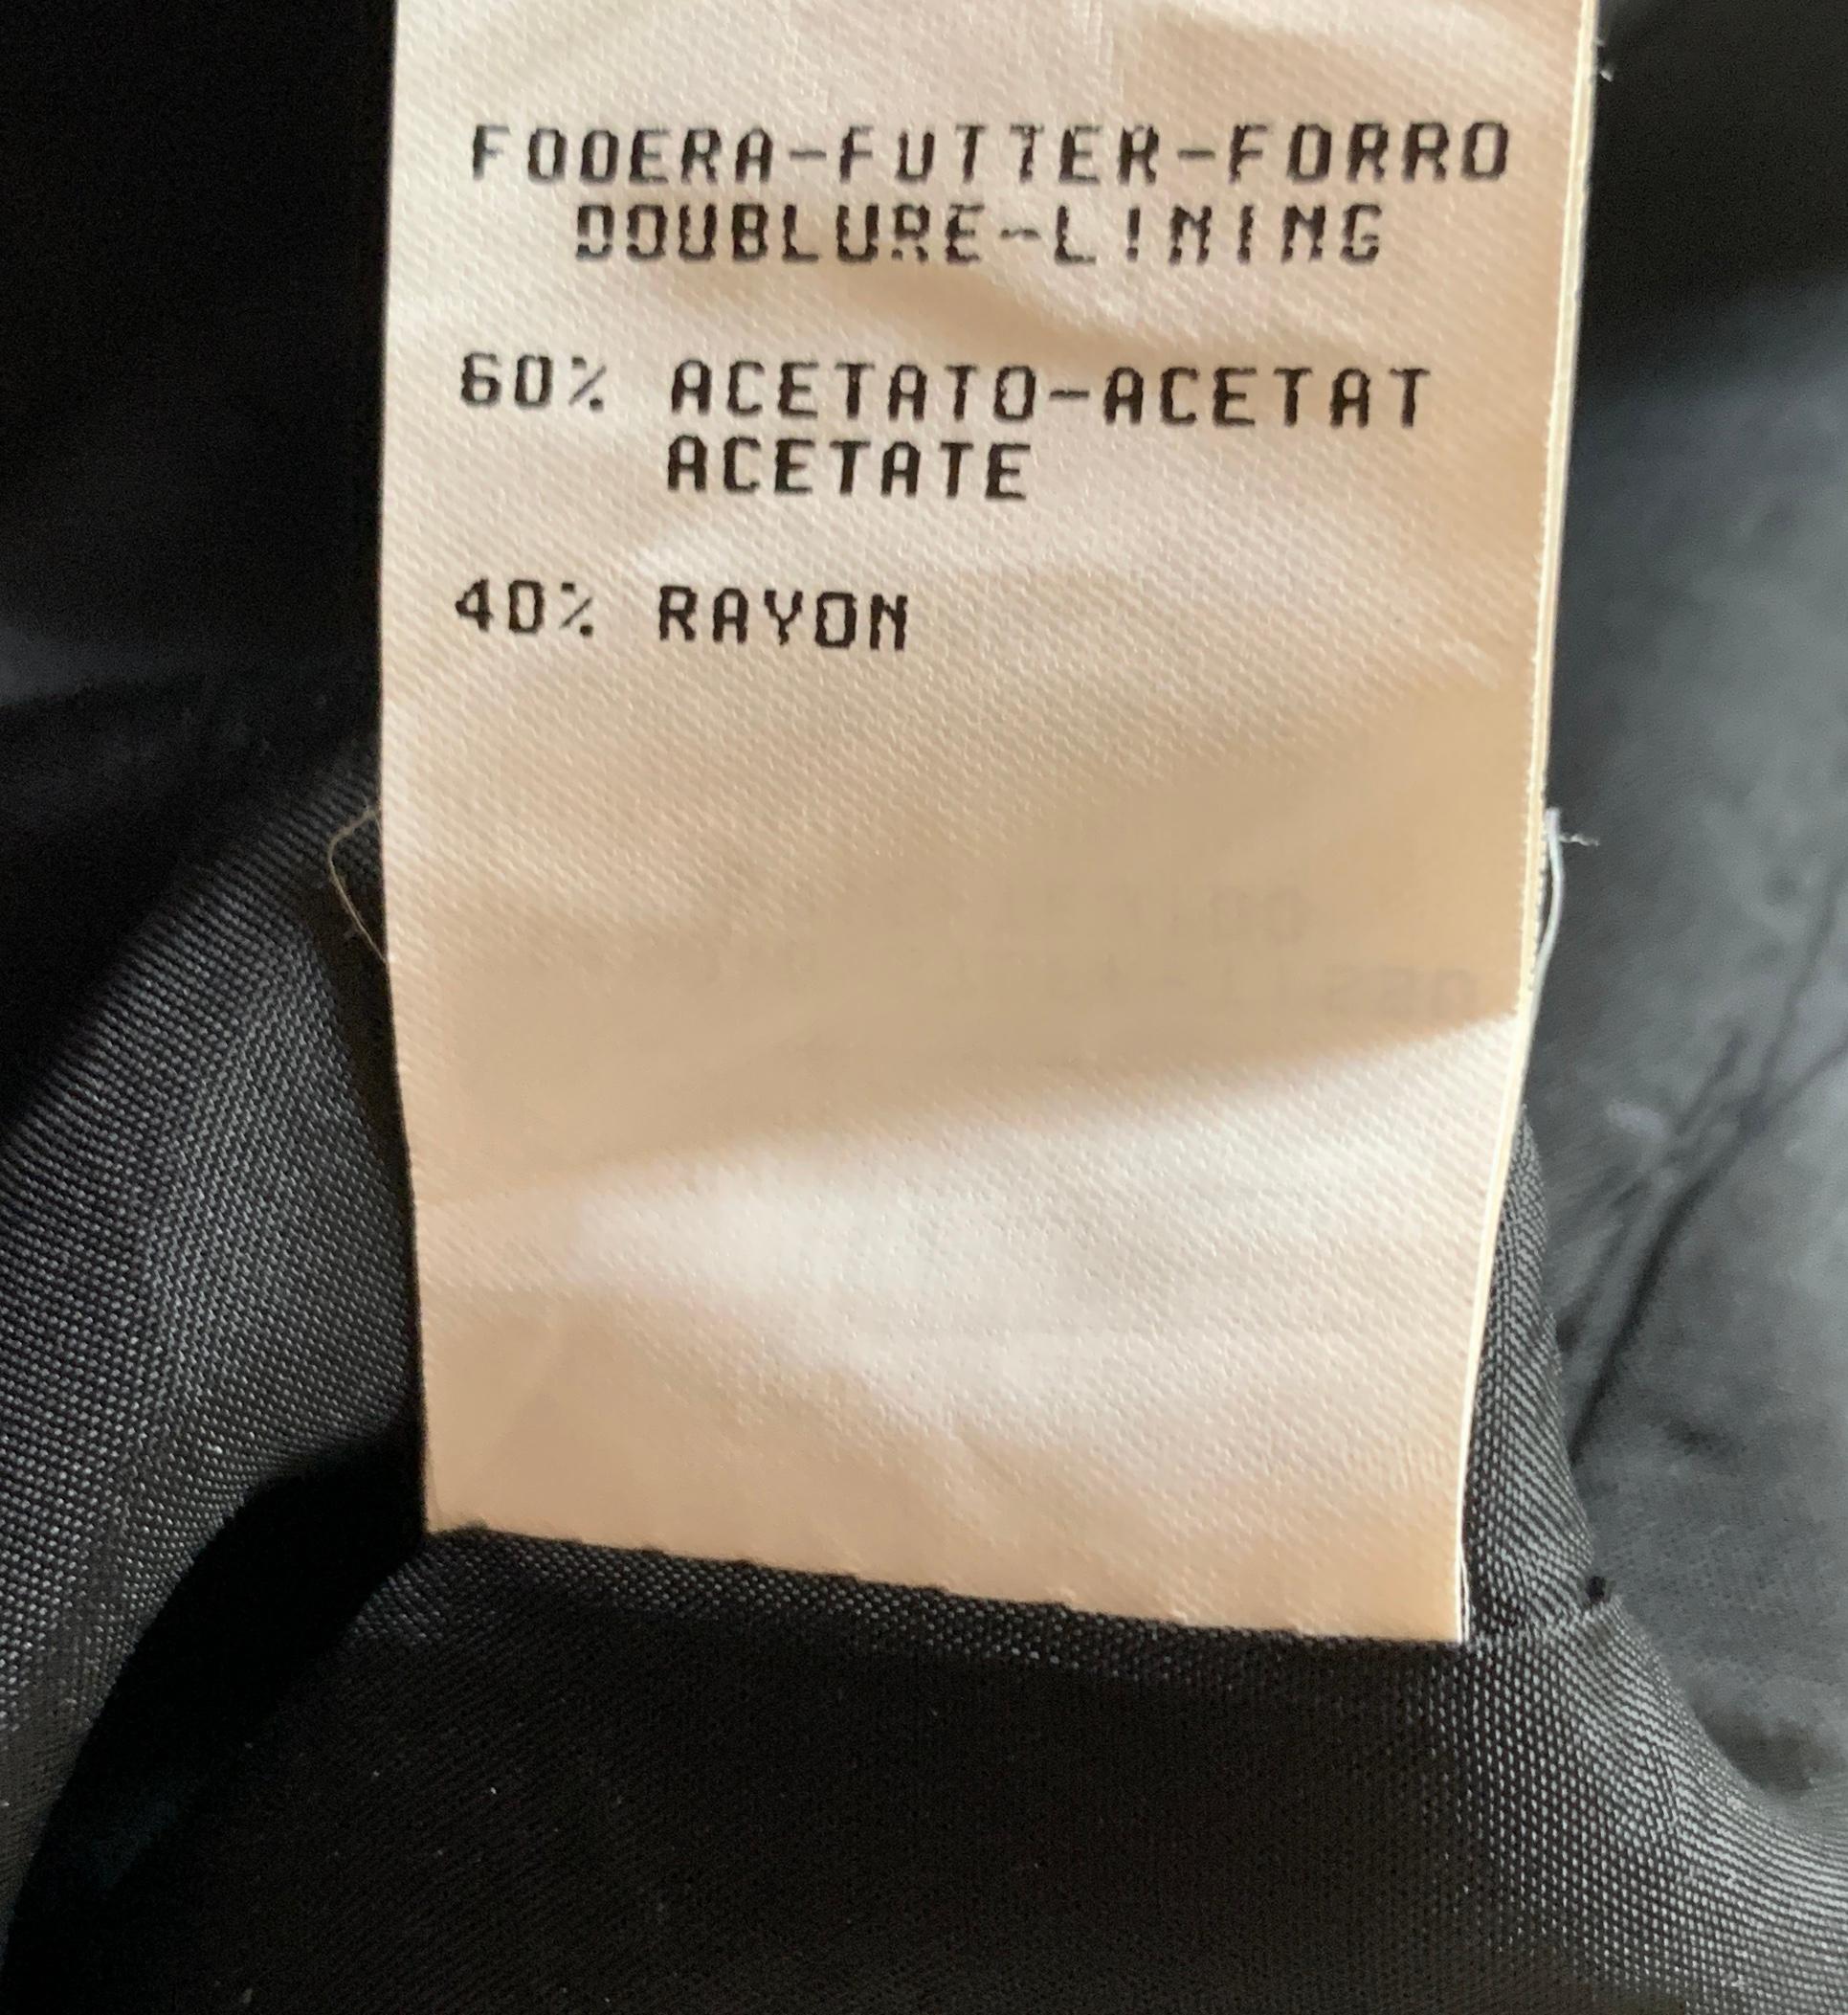 FODERA-FUTTER-FORRO
DOUBLURE-LINING
60% ACETATO-ACETAT
ACETATE
40% RAYON